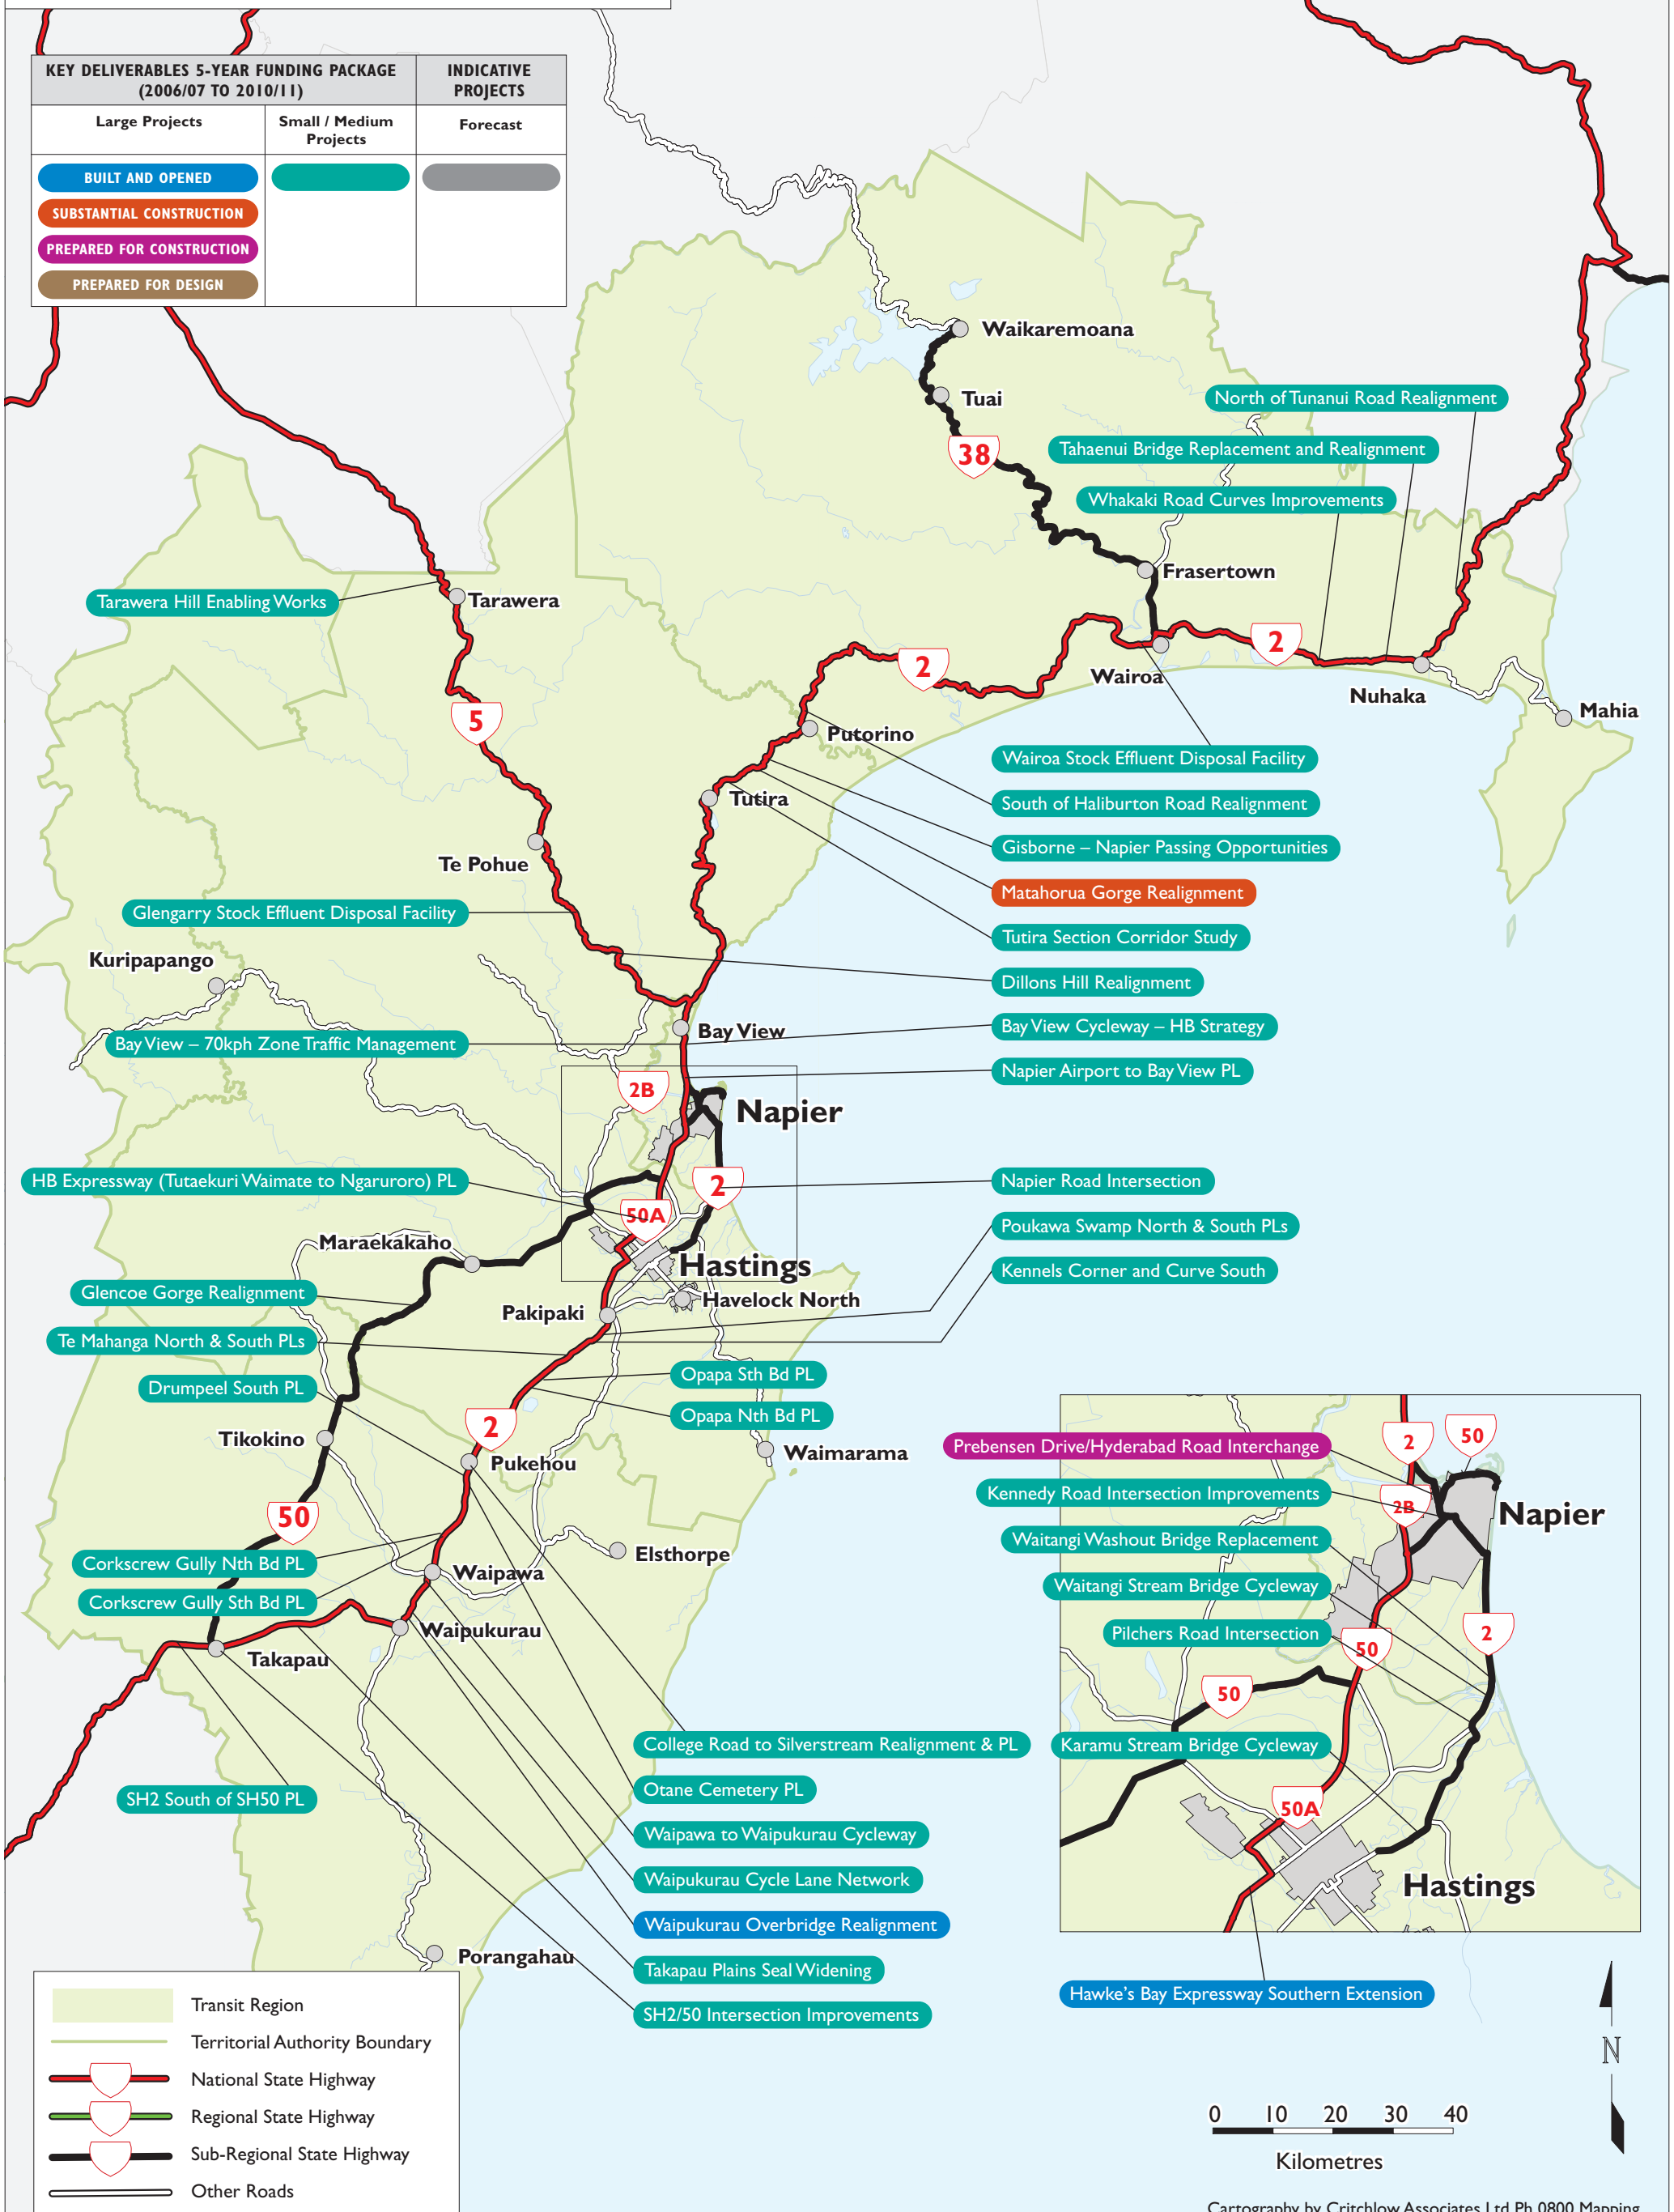 KEY DELIVERABLES 5-YEAR FUNDING PACKAGE
(2006/07 TO 2010/11)
INDICATIVE
PROJECTS
Large Projects
Small / Medium
Projects
Forecast
BUILT AND OPENED
SUBSTANTIAL CONSTRUCTION
PREPARED FOR CONSTRUCTION
PREPARED FOR DESIGN
Waikaremoana
Tuai
North of Tunanui Road Realignment
38
Tahaenui Bridge Replacement and Realignment
Whakaki Road Curves Improvements
Frasertown
Tarawera Hill Enabling Works
Tarawera
2
2
Wairoa
Nuhaka
Mahia
5
Putorino
Wairoa Stock Effluent Disposal Facility
Tutira
South of Haliburton Road Realignment
Te Pohue
Gisborne – Napier Passing Opportunities
Matahorua Gorge Realignment
Glengarry Stock Effluent Disposal Facility
Tutira Section Corridor Study
Kuripapango
Dillons Hill Realignment
Bay View
Bay View Cycleway – HB Strategy
Bay View – 70kph Zone Traffic Management
Napier Airport to Bay View PL
2B
Napier
HB Expressway (Tutaekuri Waimate to Ngaruroro) PL
2
Napier Road Intersection
50A
Poukawa Swamp North & South PLs
Maraekakaho
Hastings
Kennels Corner and Curve South
Glencoe Gorge Realignment
Havelock North
Pakipaki
Te Mahanga North & South PLs
Opapa Sth Bd PL
Drumpeel South PL
Opapa Nth Bd PL
2
Tikokino
Pukehou
Waimarama
50
Corkscrew Gully Nth Bd PL
Elsthorpe
Waipawa
Corkscrew Gully Sth Bd PL
Waipukurau
Takapau
SH2 South of SH50 PL
College Road to Silverstream Realignment & PL
Otane Cemetery PL
Waipawa to Waipukurau Cycleway
Waipukurau Cycle Lane Network
Waipukurau Overbridge Realignment
Takapau Plains Seal Widening
SH2/50 Intersection Improvements
Porangahau
2
50
Prebensen Drive/Hyderabad Road Interchange
Kennedy Road Intersection Improvements
2B
Napier
Waitangi Washout Bridge Replacement
Waitangi Stream Bridge Cycleway
Pilchers Road Intersection
2
50
50
Karamu Stream Bridge Cycleway
50A
Hastings
Hawke's Bay Expressway Southern Extension
Transit Region
Territorial Authority Boundary
National State Highway
Regional State Highway
Sub-Regional State Highway
Other Roads
N
0 10 20 30 40
Kilometres
Cartography by Critchlow Associates Ltd Ph 0800 Mapping